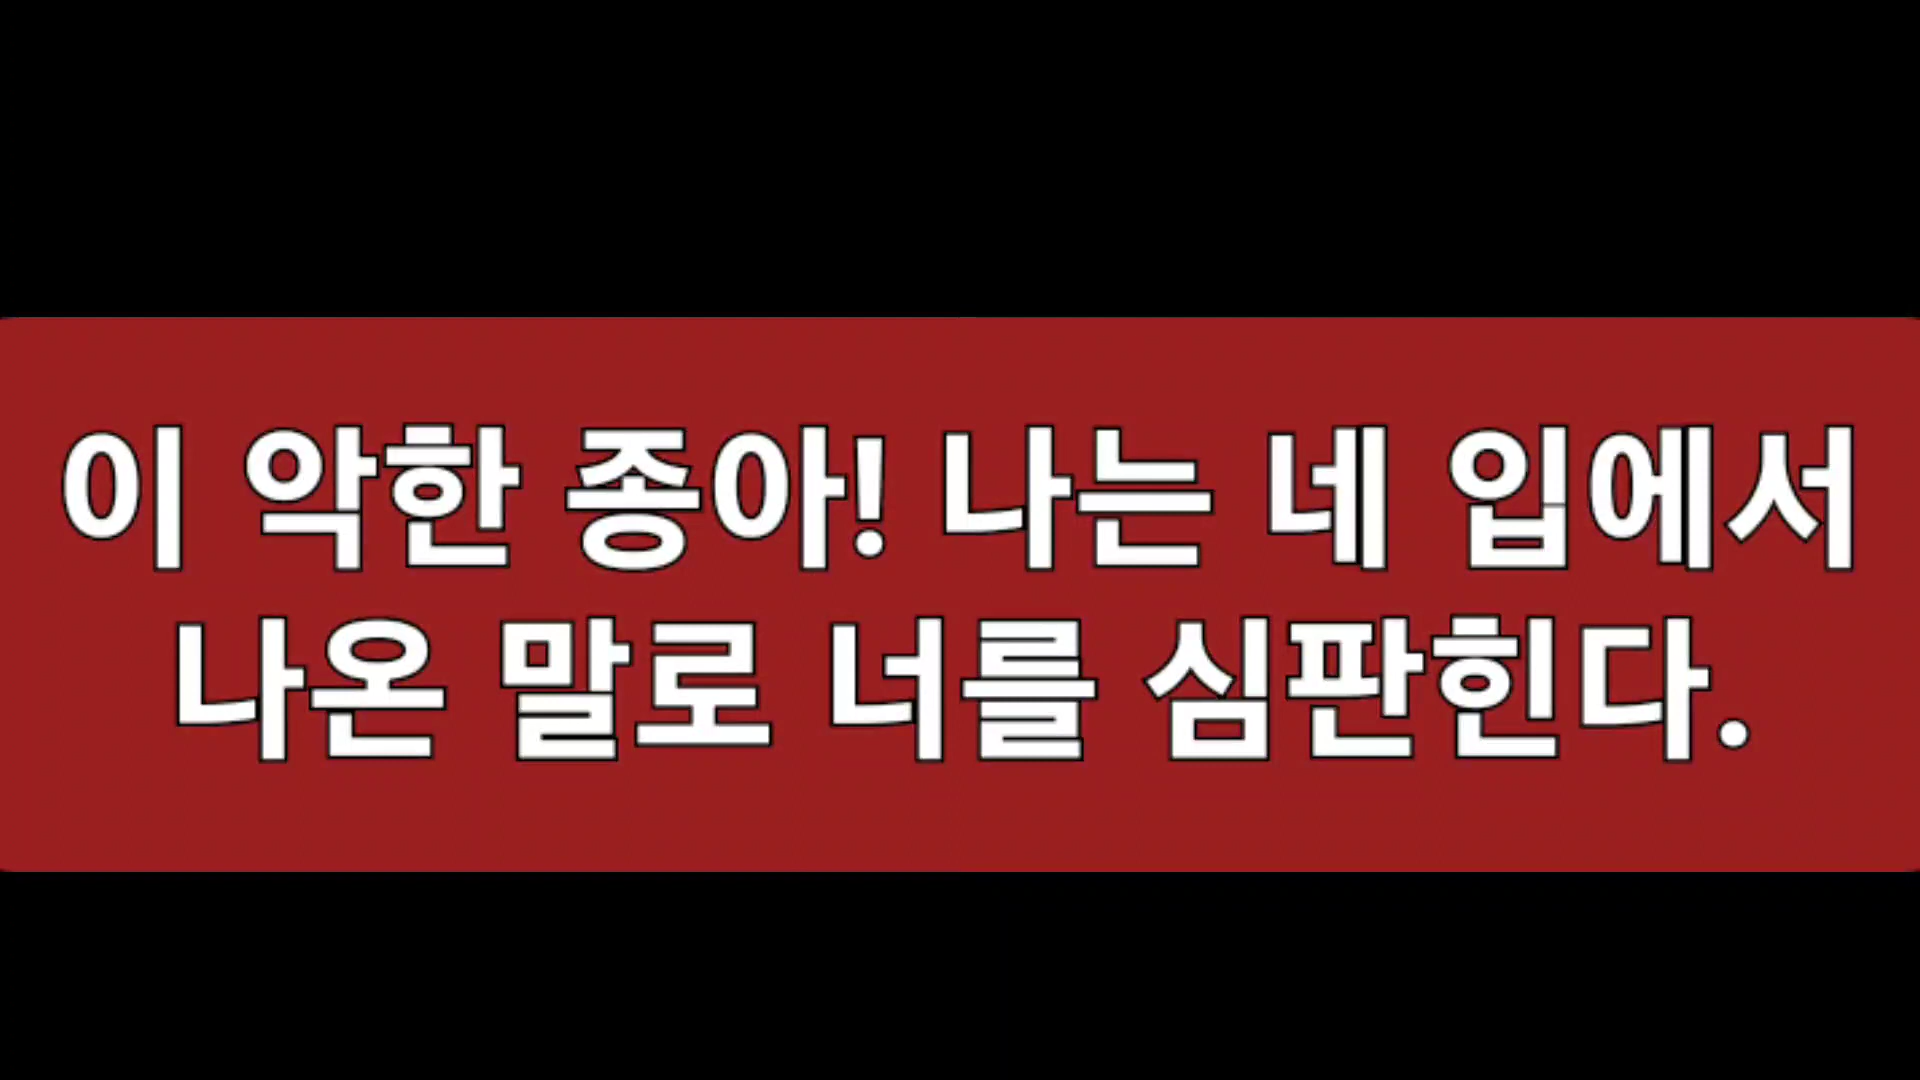 이 악한 종아! 나는 네 입에서
나온 말로 너를 심판힌다.